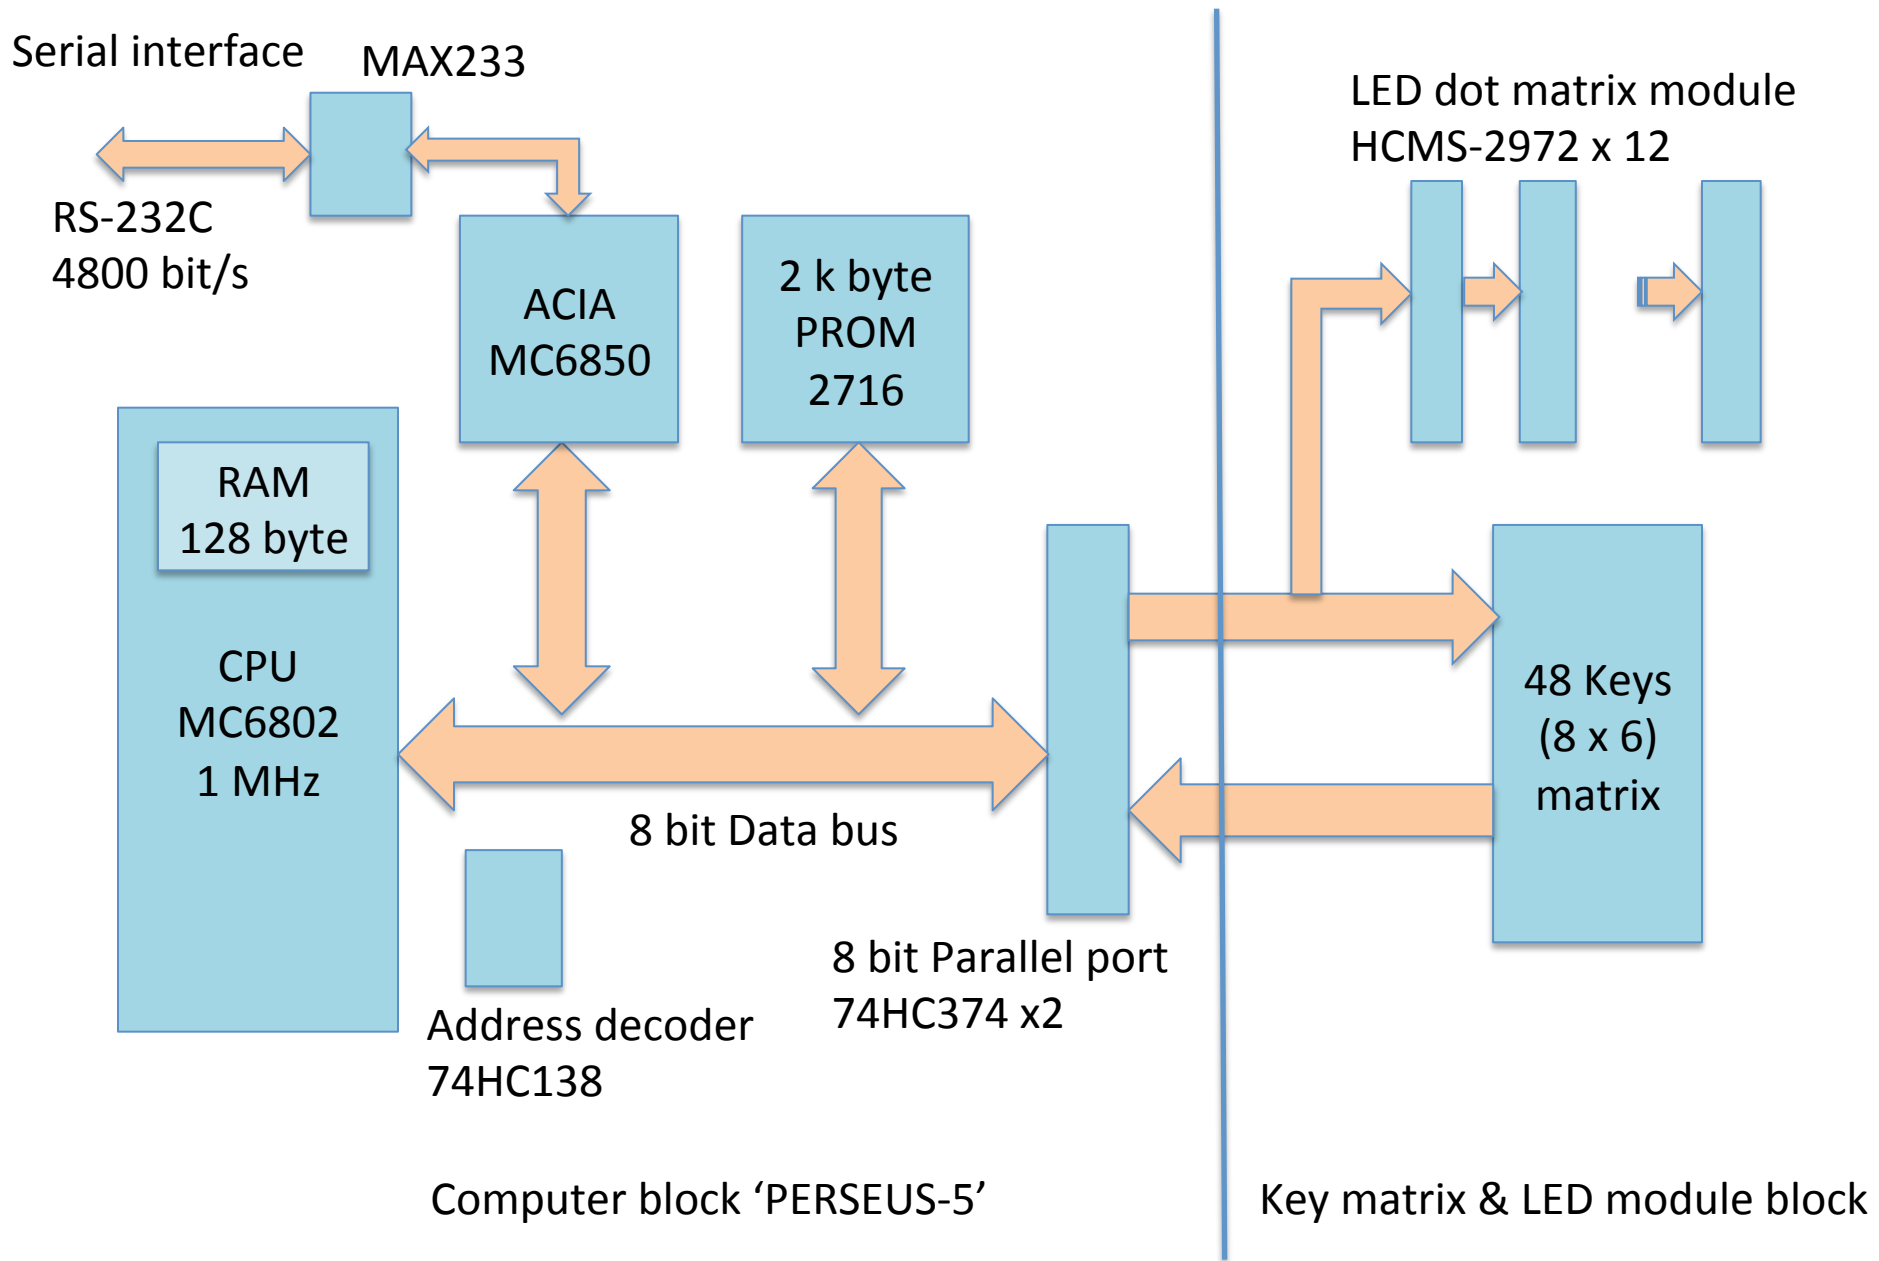 Serial interface
MAX233
RS-232C
4800 bit/s
ACIA
MC6850
2 k byte
PROM
2716
LED dot matrix module
HCMS-2972 x 12
RAM
128 byte
CPU
MC6802
1 MHz
8 bit Data bus
48 Keys
(8 x 6)
matrix
Address decoder
74HC138
8 bit Parallel port
74HC374 x2
Computer block ‘PERSEUS-5’
Key matrix & LED module block